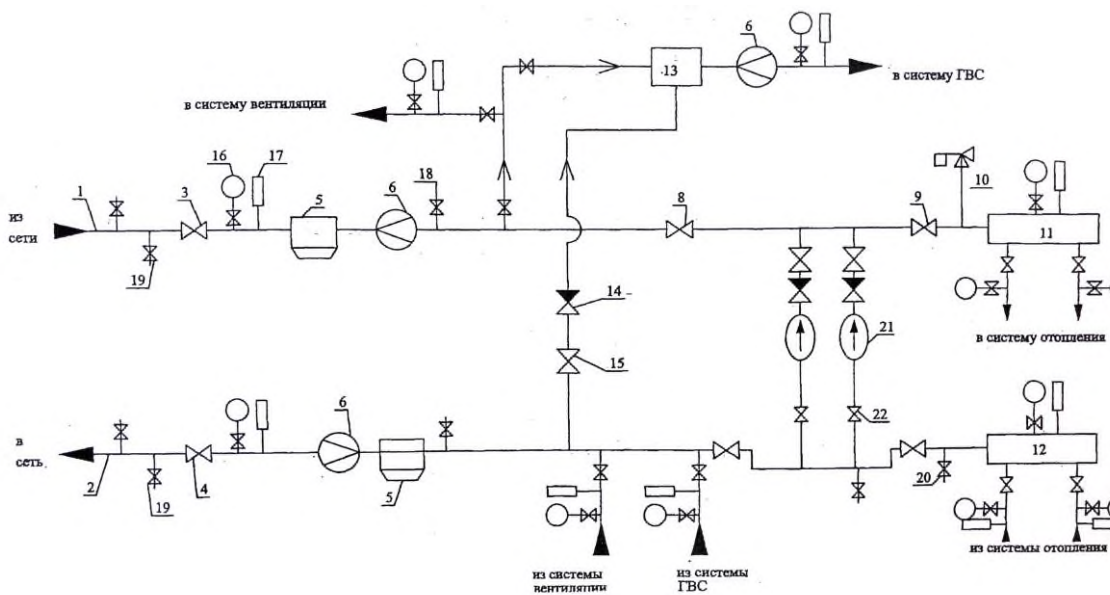 6
13
в систему ГВС
в систему вентиляции
16
17
18
1
3
5
6
8
9
10
11
из
сети
19
14
15
21
22
в систему отопления
в
сеть
2
19
4
6
5
20
12
из системы
вентиляции
из системы
ГВС
из системы отопления